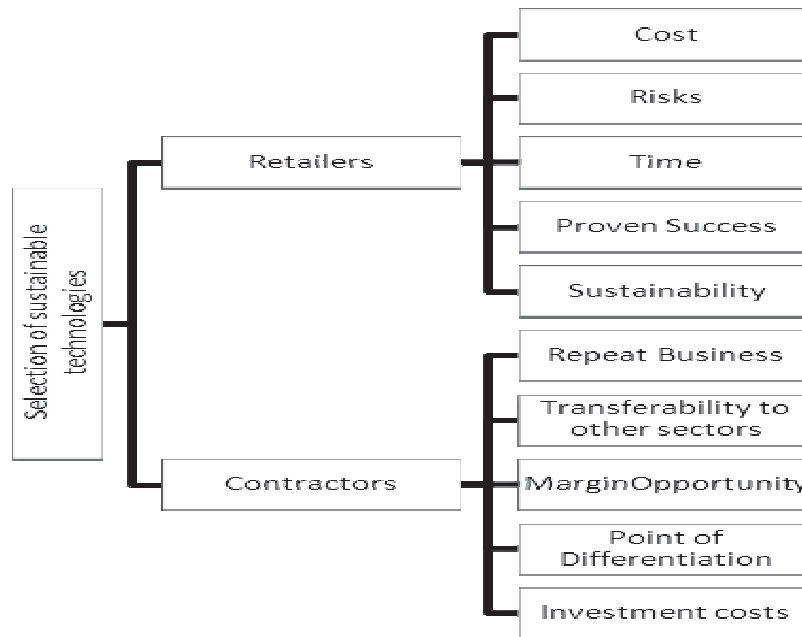 Selection of sustainable
technologies
Retailers
Cost
Risks
Time
Proven Success
Sustainability
Contractors
Repeat Business
Transferability to
other sectors
MarginOpportunity
Point of
Differentiation
Investment costs